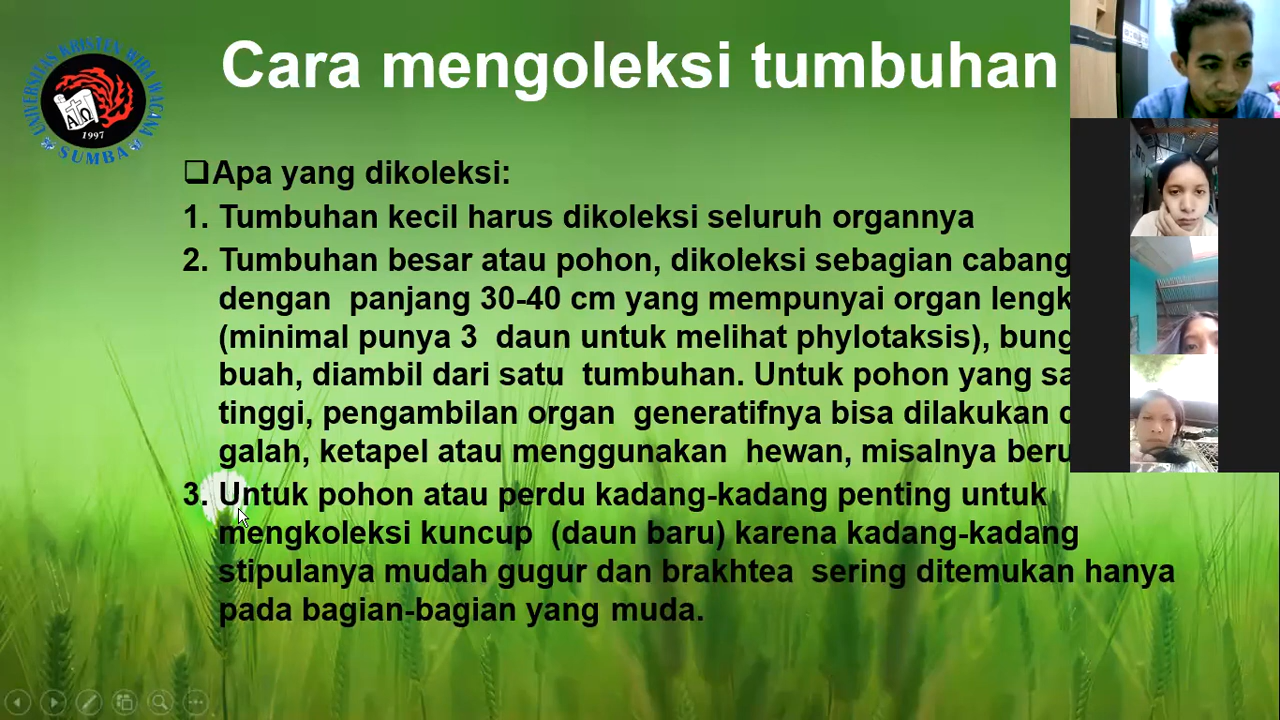 Cara mengoleksi tumbuhan
UNIVERSITAS KRISTEN WIRA WACANA
1997
SUMBA
Apa yang dikoleksi:
1. Tumbuhan kecil harus dikoleksi seluruh organnya
2. Tumbuhan besar atau pohon, dikoleksi sebagian cabang
dengan panjang 30-40 cm yang mempunyai organ
(minimal punya 3 daun untuk melihat phylotaksis),
buah, diambil dari satu tumbuhan. Untuk pohon yang
tinggi, pengambilan organ generatifnya bisa dilakukan
galah, ketapel atau menggunakan hewan, misalnya
3. Untuk pohon atau perdu kadang-kadang penting untuk
mengkoleksi kuncup (daun baru) karena kadang-kadang
stipulanya mudah gugur dan brakhtea sering ditemukan hanya
pada bagian-bagian yang muda.